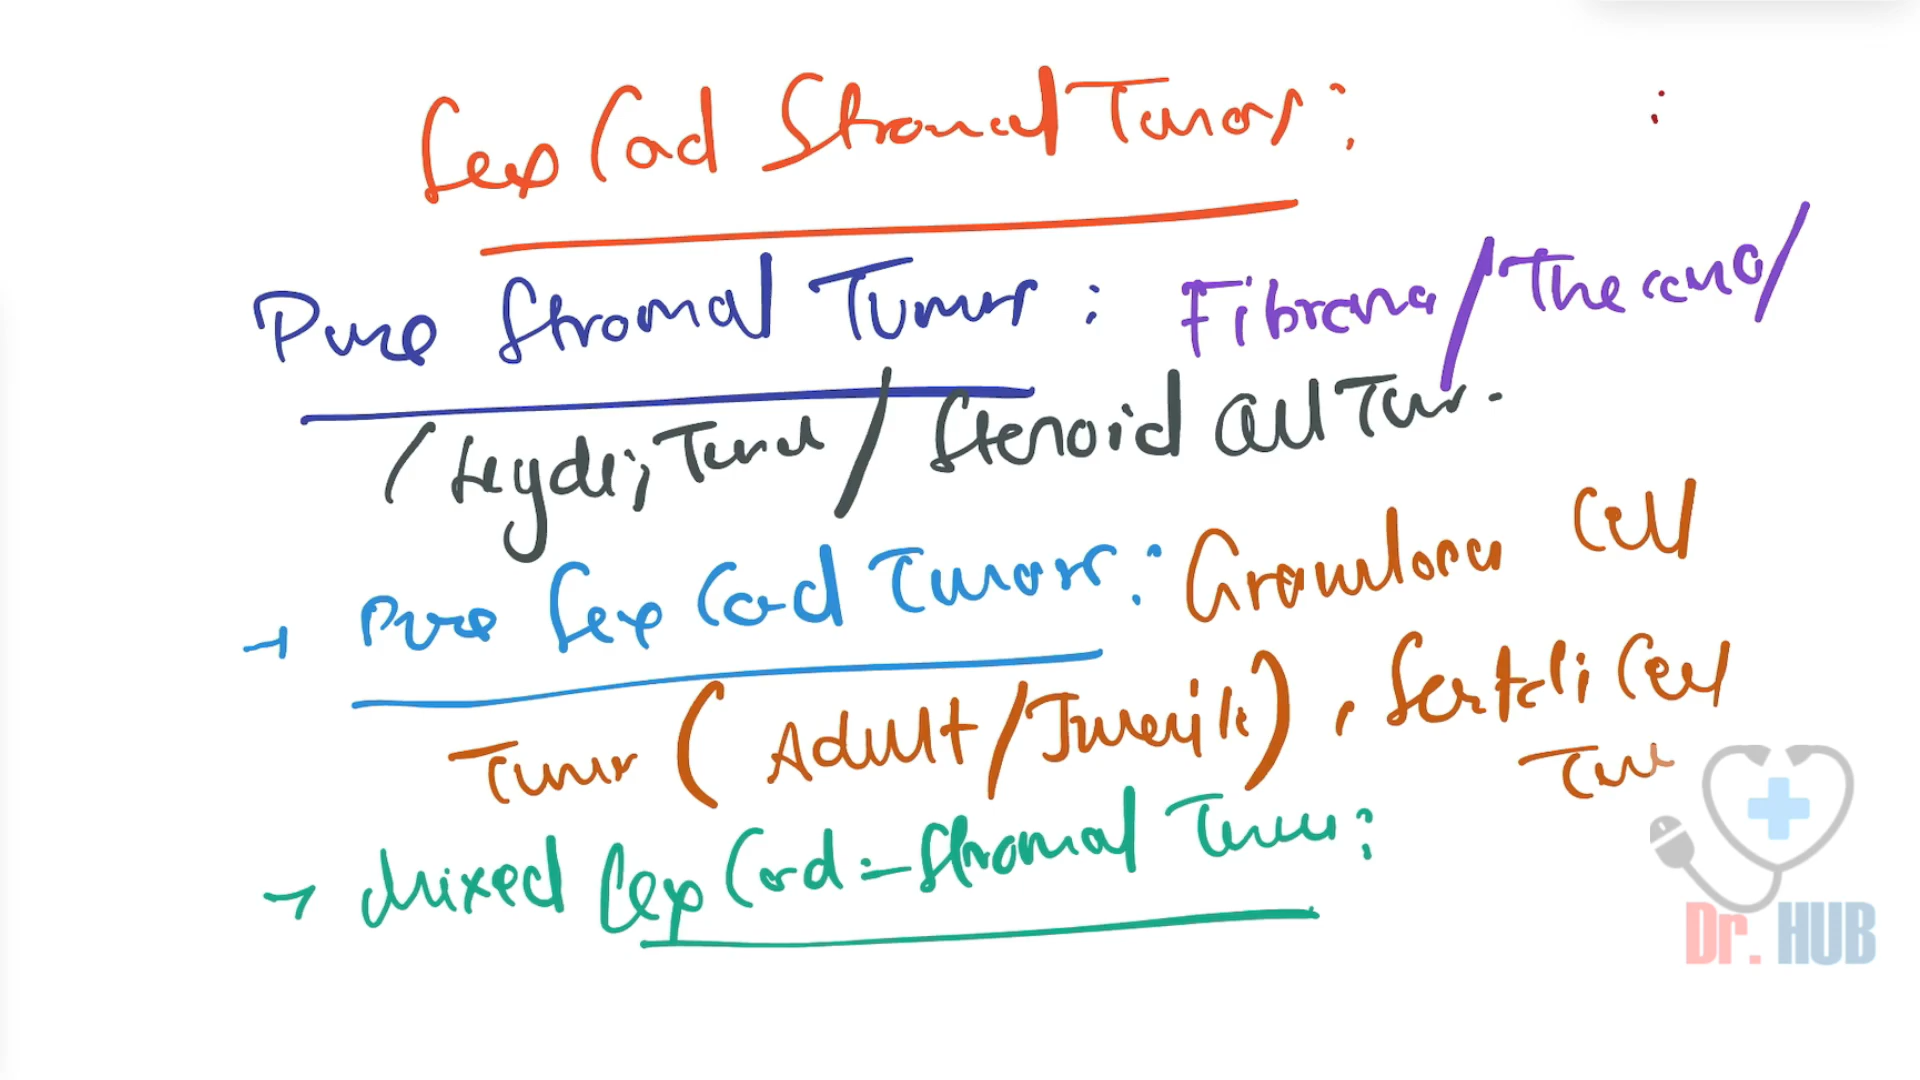 Sex Cord Stromal Tumors:
Pure Stromal Tumor: Fibroma/Thecoma/
/Leydig Tumor/Steroid Cell Tumor.
→ Pure Sex Cord Tumors: Granulosa Cell
Tumor (Adult/Juvenile), Sertoli Cell
Tumor
→ Mixed Sex Cord-Stromal Tumor:
Dr. HUB